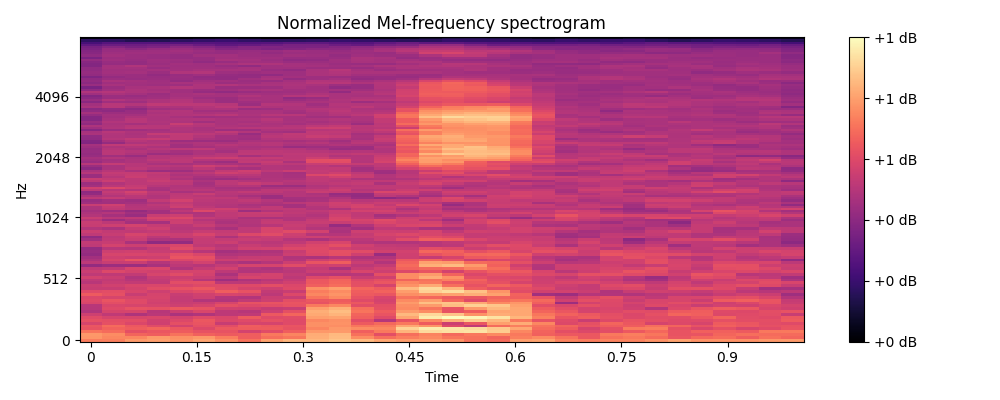 Normalized Mel-frequency spectrogram
Hz
4096
2048
1024
512
0
0 0.15 0.3 0.45 0.6 0.75 0.9
Time
+1 dB
+1 dB
+1 dB
+0 dB
+0 dB
+0 dB